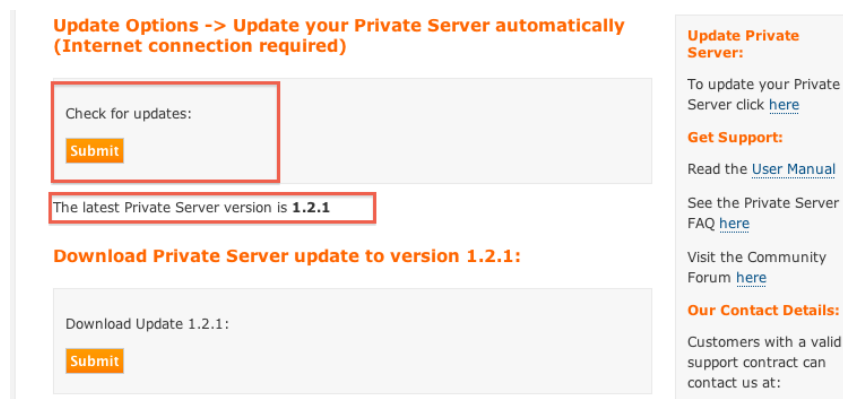 Update Options -> Update your Private Server automatically
(Internet connection required)
Check for updates:
Submit
The latest Private Server version is 1.2.1
Download Private Server update to version 1.2.1:
Download Update 1.2.1:
Submit
Update Private
Server:
To update your Private
Server click here
Get Support:
Read the User Manual
See the Private Server
FAQ here
Visit the Community
Forum here
Our Contact Details:
Customers with a valid
support contract can
contact us at: